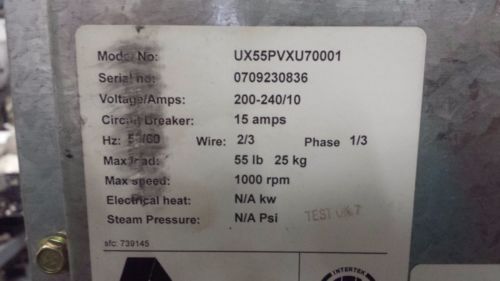 Model No: UX55PVXU70001
Serial no: 0709230836
Voltage/Amps: 200-240/10
Circuit Breaker: 15 amps
Hz: 50/60 Wire: 2/3 Phase 1/3
Max load: 55 lb 25 kg
Max speed: 1000 rpm
Electrical heat: N/A kw
Steam Pressure: N/A Psi
TEST UK 7
sfc: 739145
INTERTEK